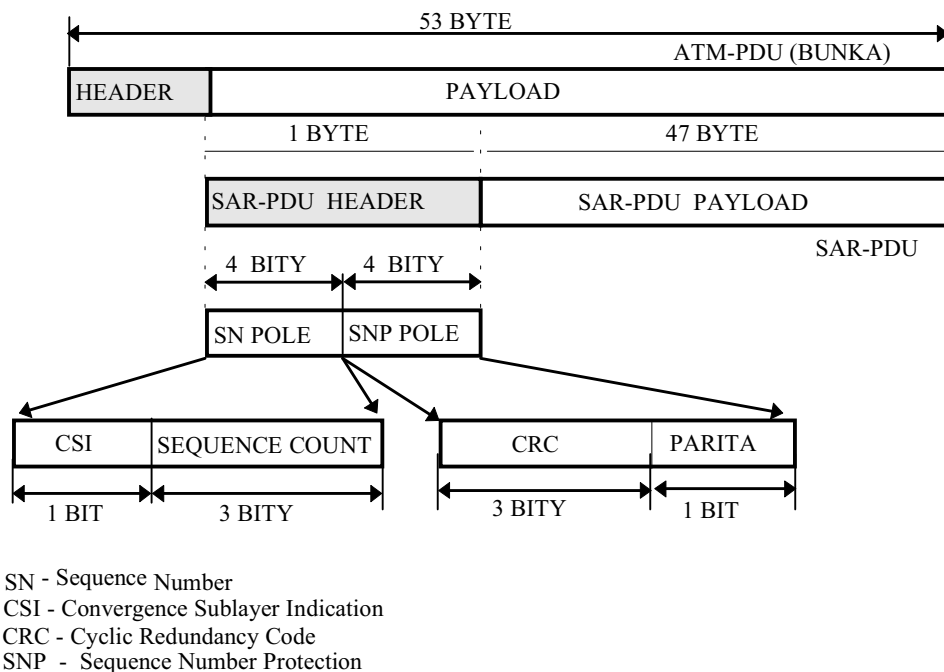 53 BYTE
ATM-PDU (BUNKA)
HEADER PAYLOAD
1 BYTE 47 BYTE
SAR-PDU HEADER SAR-PDU PAYLOAD
SAR-PDU
4 BITY 4 BITY
SN POLE SNP POLE
CSI SEQUENCE COUNT CRC PARITA
1 BIT 3 BITY 3 BITY 1 BIT
SN - Sequence Number
CSI - Convergence Sublayer Indication
CRC - Cyclic Redundancy Code
SNP - Sequence Number Protection